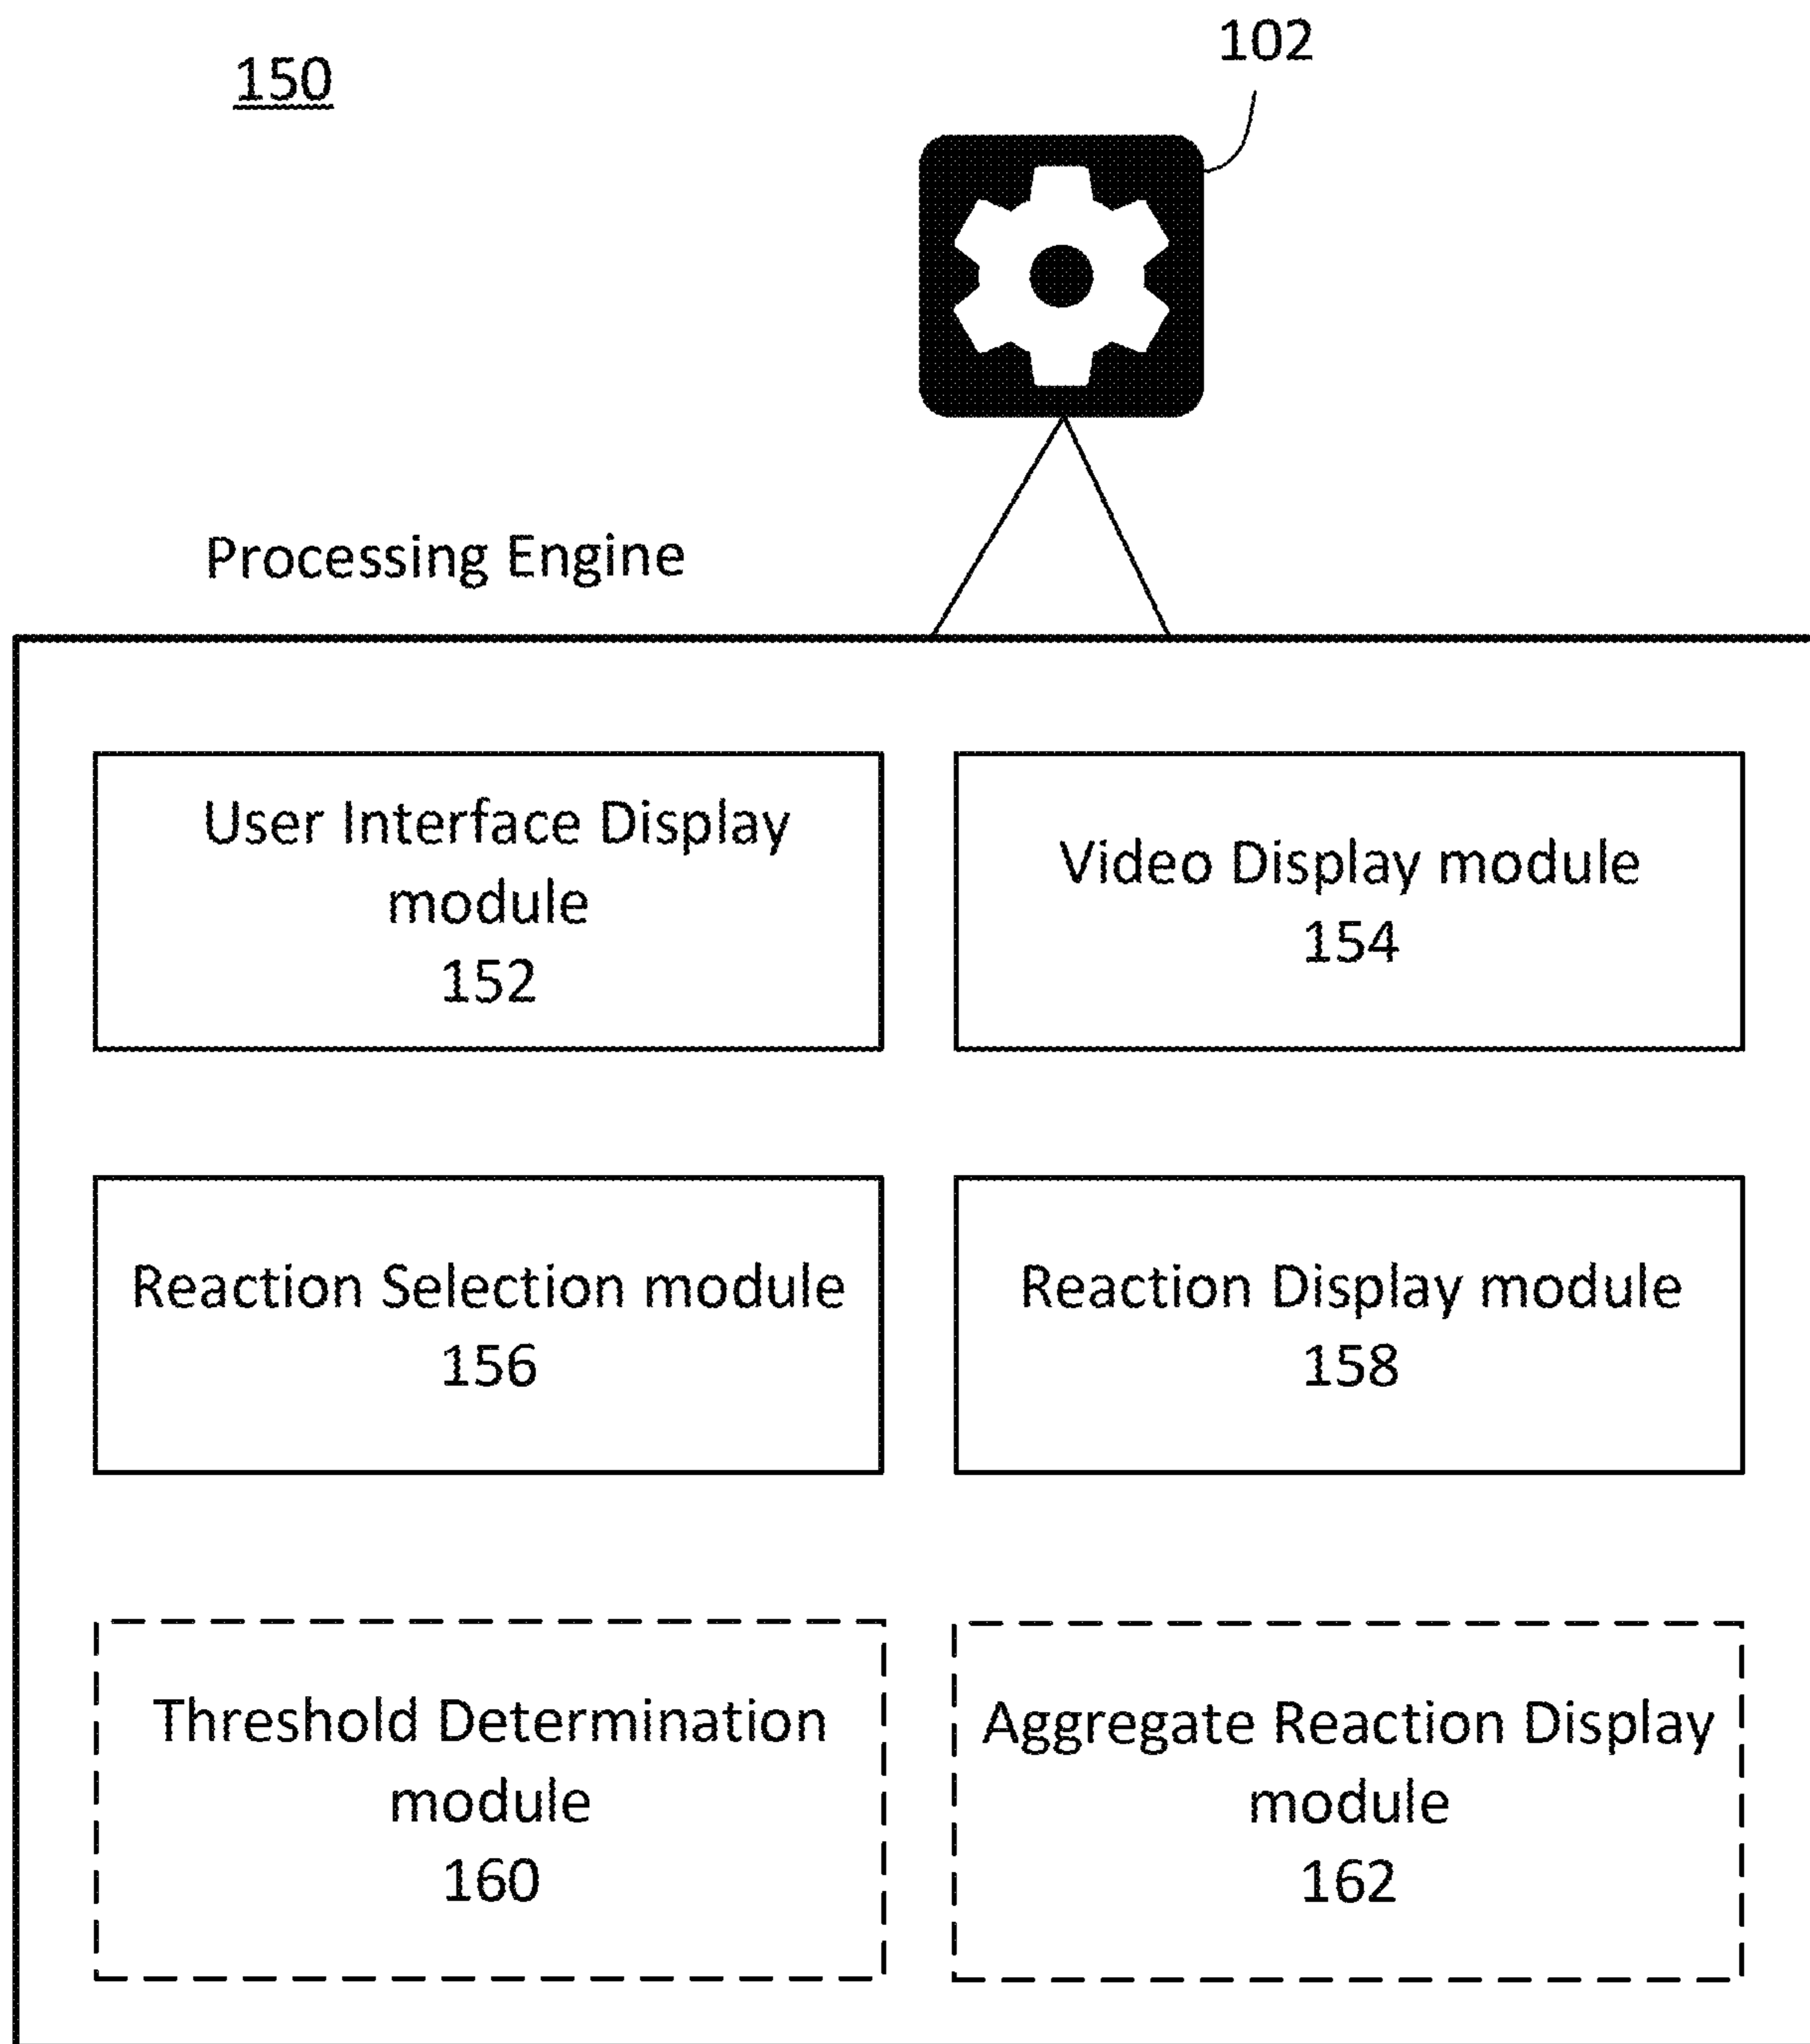 150
102
Processing Engine
User Interface Display
module
152
Video Display module
154
Reaction Selection module
156
Reaction Display module
158
Threshold Determination
module
160
Aggregate Reaction Display
module
162